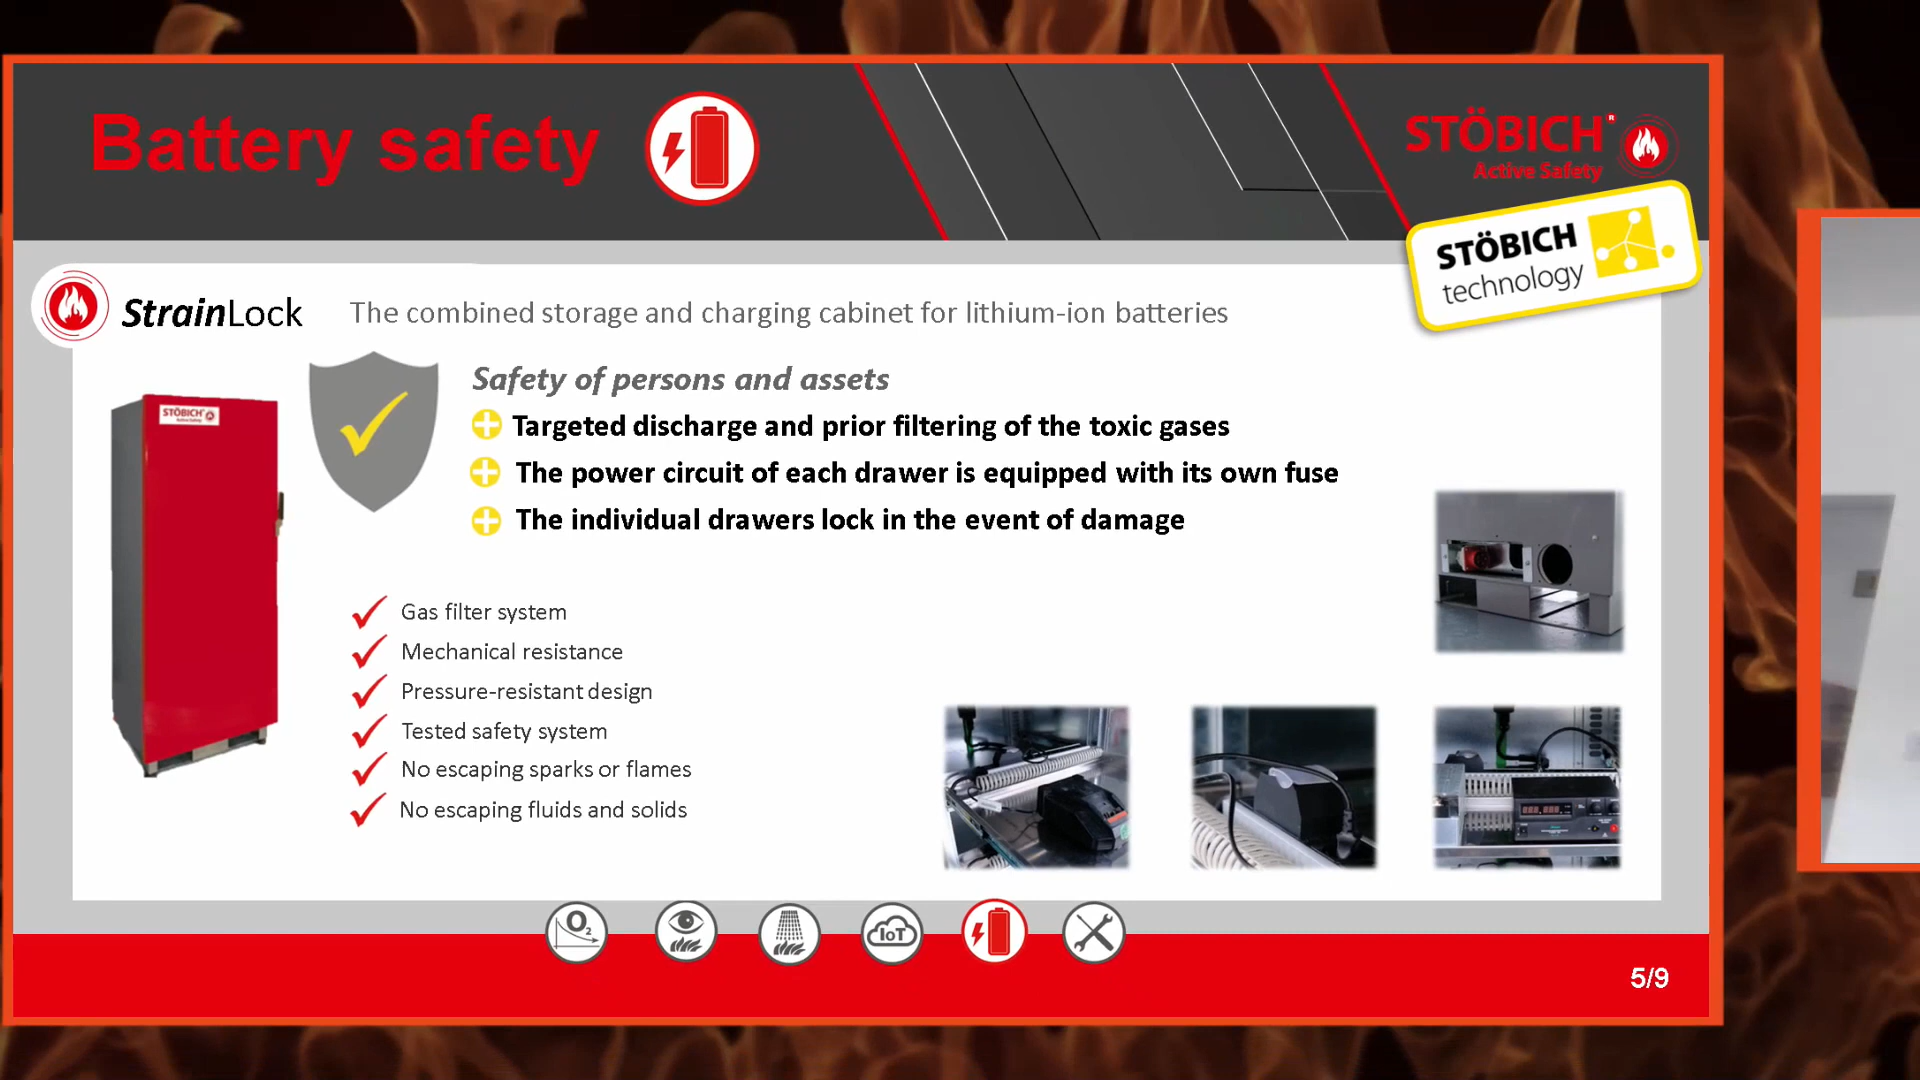 Battery safety
STÖBICH®
Active Safety
STÖBICH
technology
StrainLock
The combined storage and charging cabinet for lithium-ion batteries
Safety of persons and assets
Targeted discharge and prior filtering of the toxic gases
The power circuit of each drawer is equipped with its own fuse
The individual drawers lock in the event of damage
STÖBICH
Active Safety
Gas filter system
Mechanical resistance
Pressure-resistant design
Tested safety system
No escaping sparks or flames
No escaping fluids and solids
O2
IoT
5/9